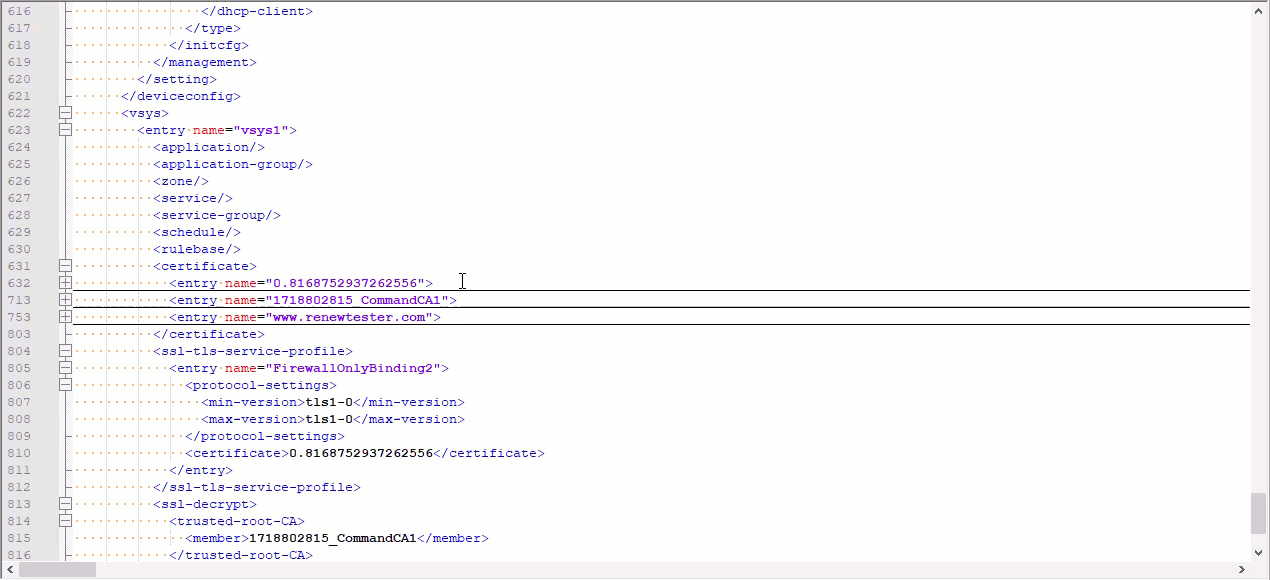 616 </dhcp-client>
617 </type>
618 </initcfg>
619 </management>
620 </setting>
621 </deviceconfig>
622 <vsys>
623 <entry name="vsys1">
624 <application/>
625 <application-group/>
626 <zone/>
627 <service/>
628 <service-group/>
629 <schedule/>
630 <rulebase/>
631 <certificate>
632 <entry name="0.8168752937262556">
713 <entry name="1718802815_CommandCA1">
753 <entry name="www.renewtester.com">
803 </certificate>
804 <ssl-tls-service-profile>
805 <entry name="FirewallOnlyBinding2">
806 <protocol-settings>
807 <min-version>tls1-0</min-version>
808 <max-version>tls1-0</max-version>
809 </protocol-settings>
810 <certificate>0.8168752937262556</certificate>
811 </entry>
812 </ssl-tls-service-profile>
813 <ssl-decrypt>
814 <trusted-root-CA>
815 <member>1718802815_CommandCA1</member>
816 </trusted-root-CA>